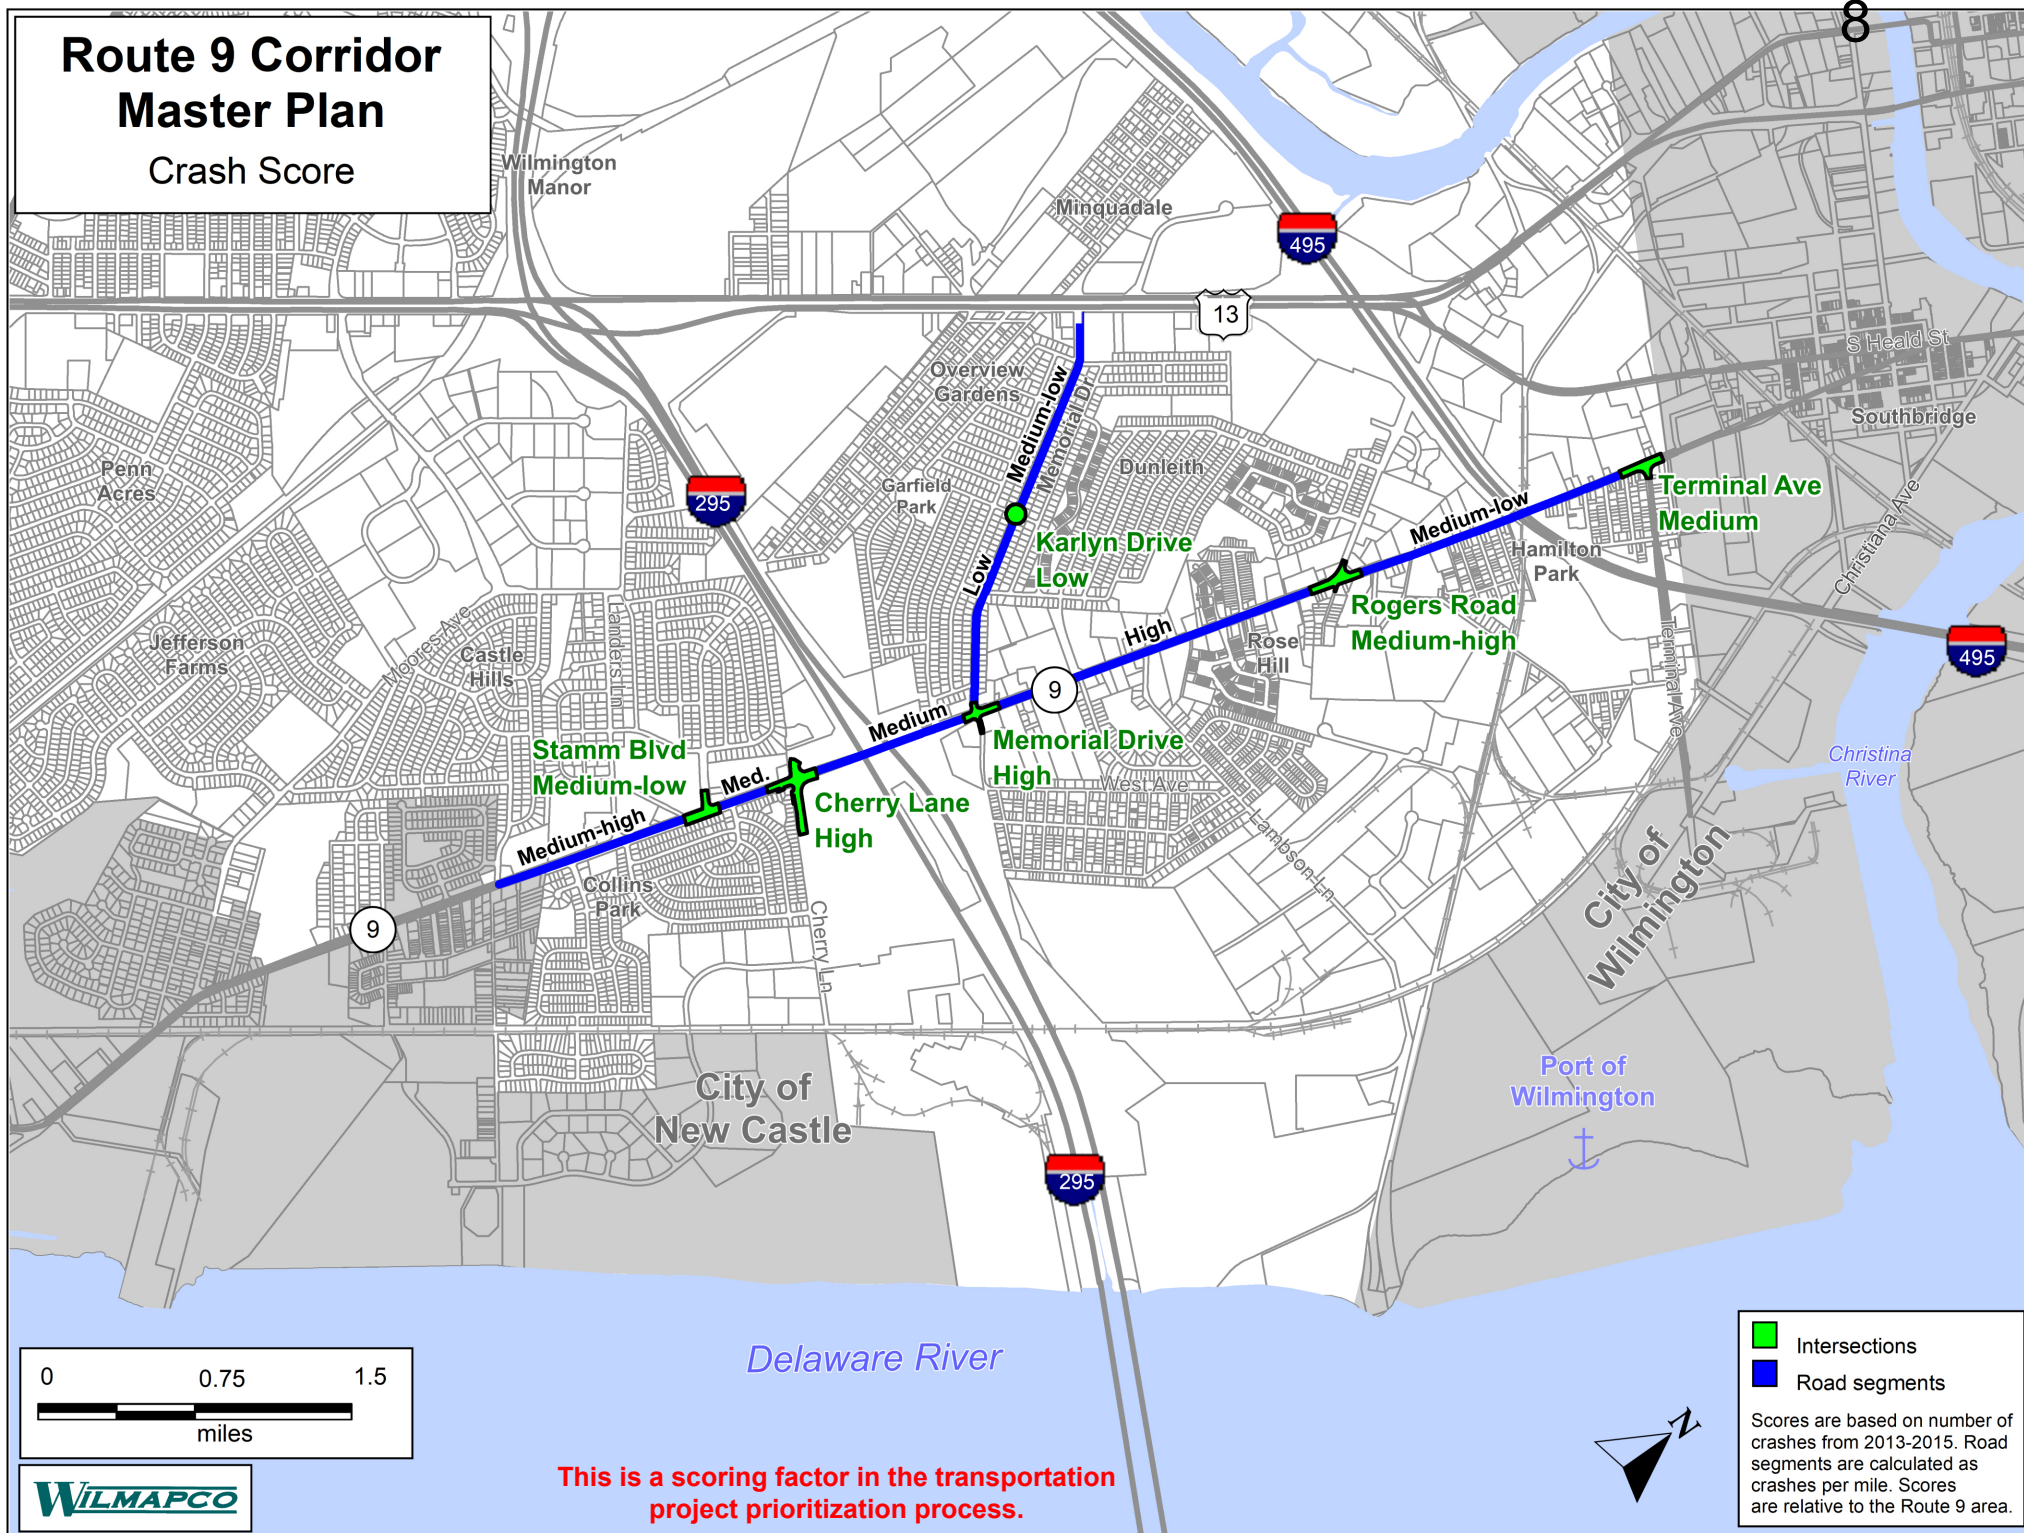 8
Route 9 Corridor
Master Plan
Crash Score
Wilmington
Manor
Minquadale
495
13
S Heald St
Southbridge
Overview
Gardens
Medium-low
Memorial Dr
Dunleith
Penn
Acres
295
Garfield
Park
Karlyn Drive
Low
Low
Medium-low
Terminal Ave
Medium
Christiana Ave
Hamilton
Park
Rogers Road
Medium-high
High
Rose
Hill
Terminal Ave
495
Jefferson
Farms
Moores Ave
Castle
Hills
Landers Ln
9
Medium
Memorial Drive
High
West Ave
Stamm Blvd
Medium-low
Med.
Cherry Lane
High
Medium-high
Lambson Ln
Christina
River
Collins
Park
Cherry Ln
9
City of
Wilmington
City of
New Castle
Port of
Wilmington
295
Delaware River
0 0.75 1.5
miles
WILMAPCO
This is a scoring factor in the transportation
project prioritization process.
N
Intersections
Road segments
Scores are based on number of
crashes from 2013-2015. Road
segments are calculated as
crashes per mile. Scores
are relative to the Route 9 area.